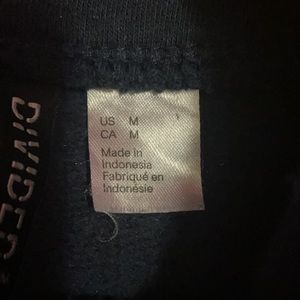 US M
CA M
Made in
Indonesia
Fabriqué en
Indonésie
DIVIDED